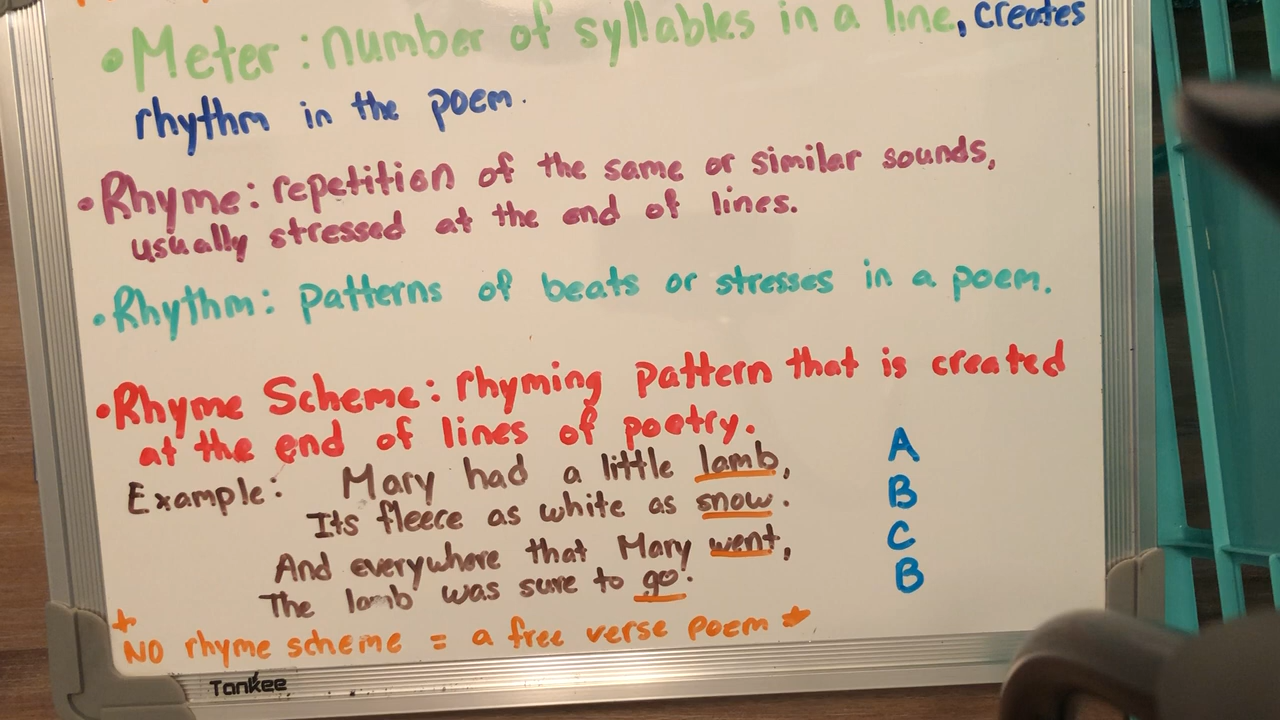 •Meter: number of syllables in a line, creates
rhythm in the poem.
•Rhyme: repetition of the same or similar sounds,
usually stressed at the end of lines.
•Rhythm: patterns of beats or stresses in a poem.
•Rhyme Scheme: rhyming pattern that is created
at the end of lines of poetry.
Example: Mary had a little lamb, A
Its fleece as white as snow. B
And everywhere that Mary went, C
The lamb was sure to go. B
*NO rhyme scheme = a free verse poem*
Tankee